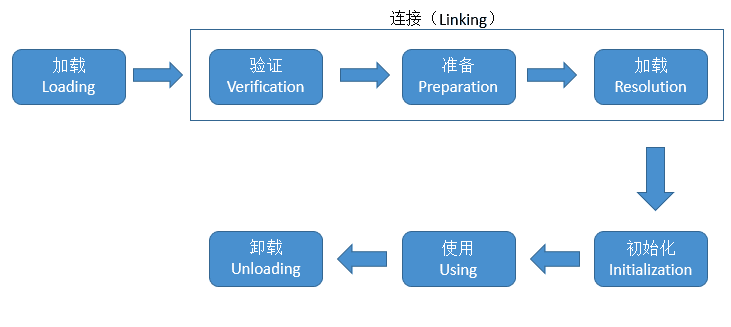 连接（Linking）
加载
Loading
验证
Verification
准备
Preparation
加载
Resolution
卸载
Unloading
使用
Using
初始化
Initialization